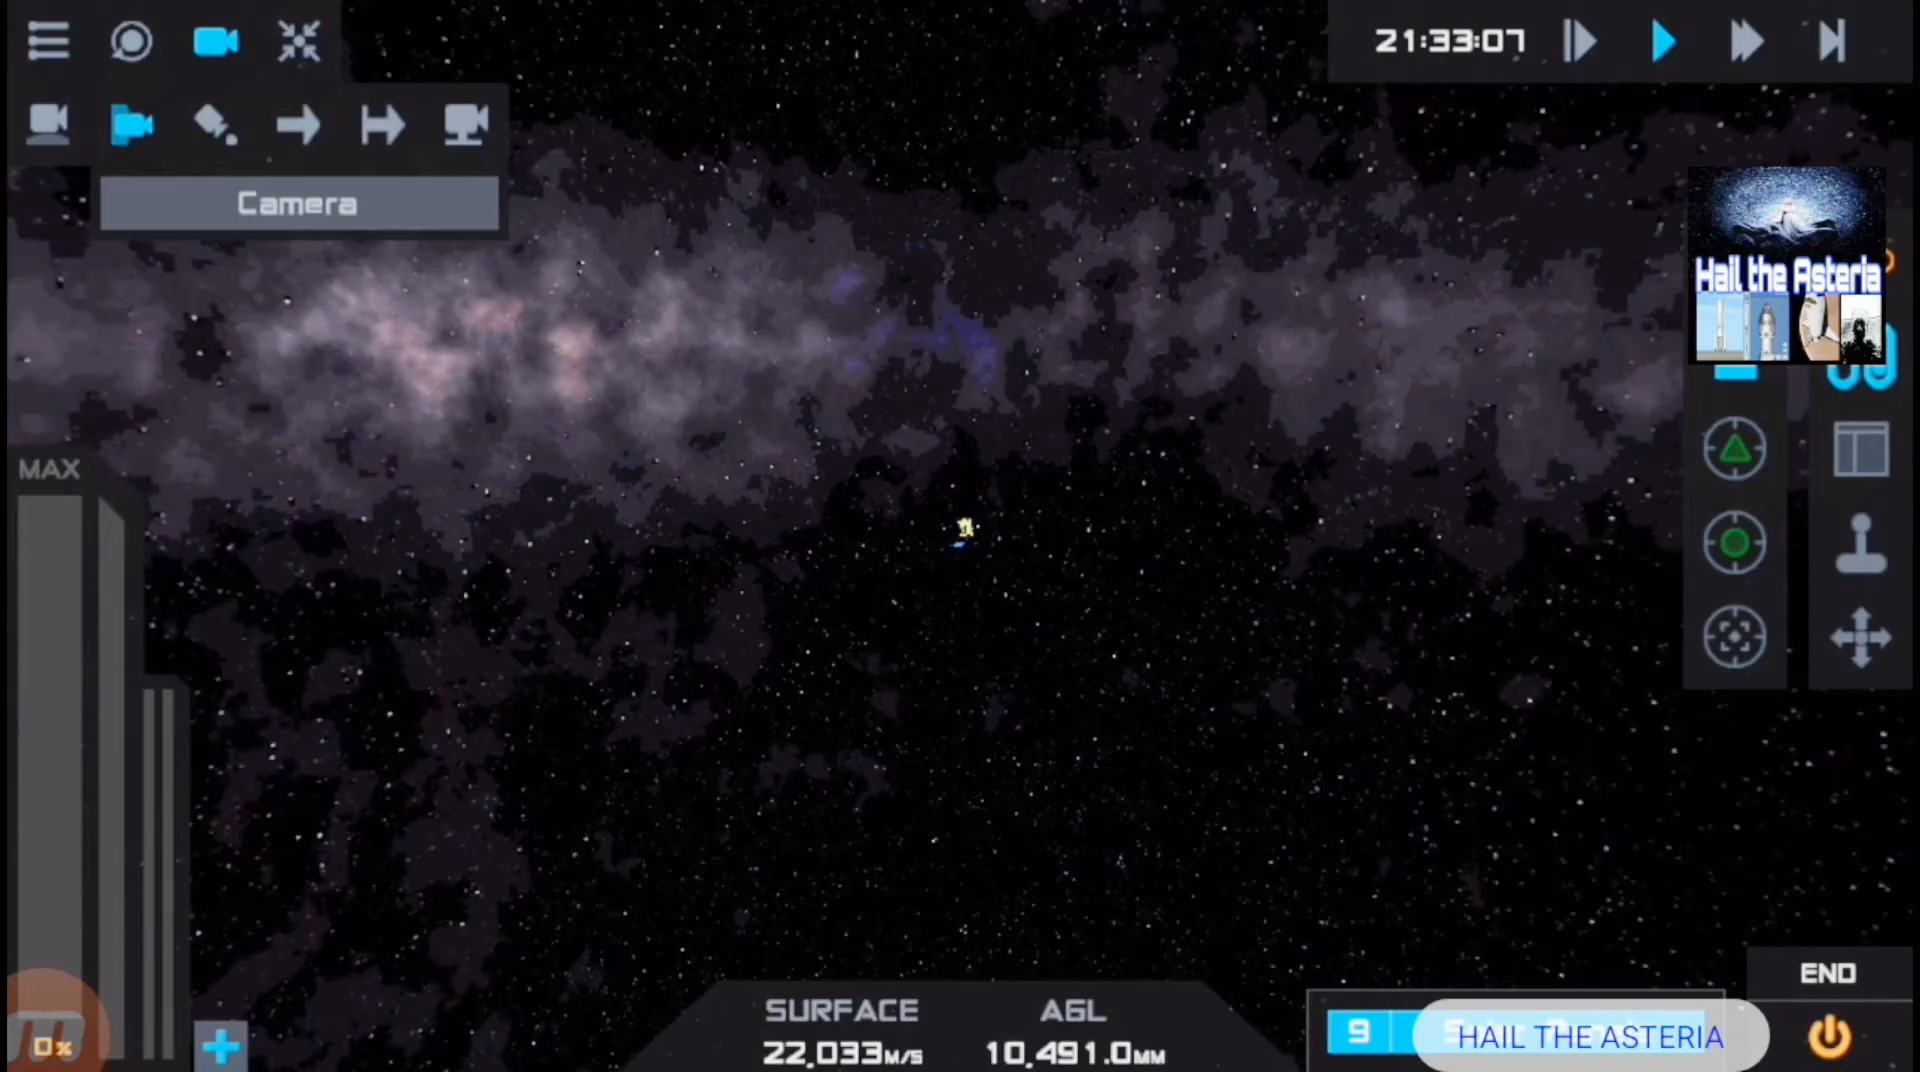 21:33:07
Camera
Hail the Asteria
MAX
END
SURFACE
AGL
22,033M/S
10,491.0MM
9
HAIL THE ASTERIA
0%